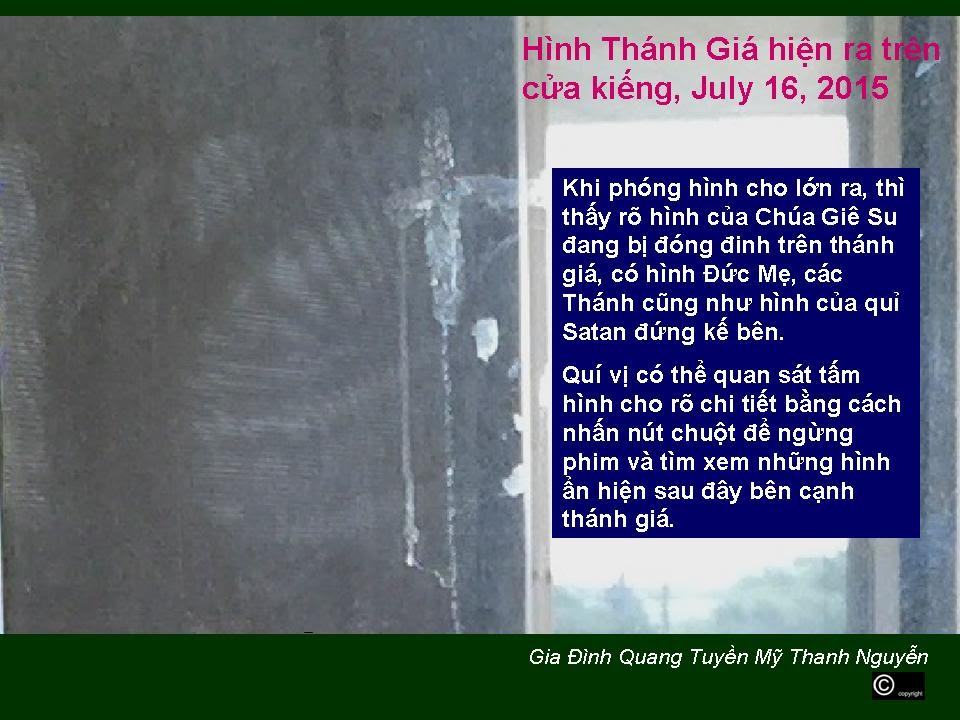 Hình Thánh Giá hiện ra trên
cửa kiếng, July 16, 2015
Khi phóng hình cho lớn ra, thì
thấy rõ hình của Chúa Giê Su
đang bị đóng đinh trên thánh
giá, có hình Đức Mẹ, các
Thánh cũng như hình của quỉ
Satan đứng kế bên.
Quí vị có thể quan sát tấm
hình cho rõ chi tiết bằng cách
nhấn nút chuột để ngừng
phim và tìm xem những hình
ẩn hiện sau đây bên cạnh
thánh giá.
Gia Đình Quang Tuyền Mỹ Thanh Nguyễn
© copyright